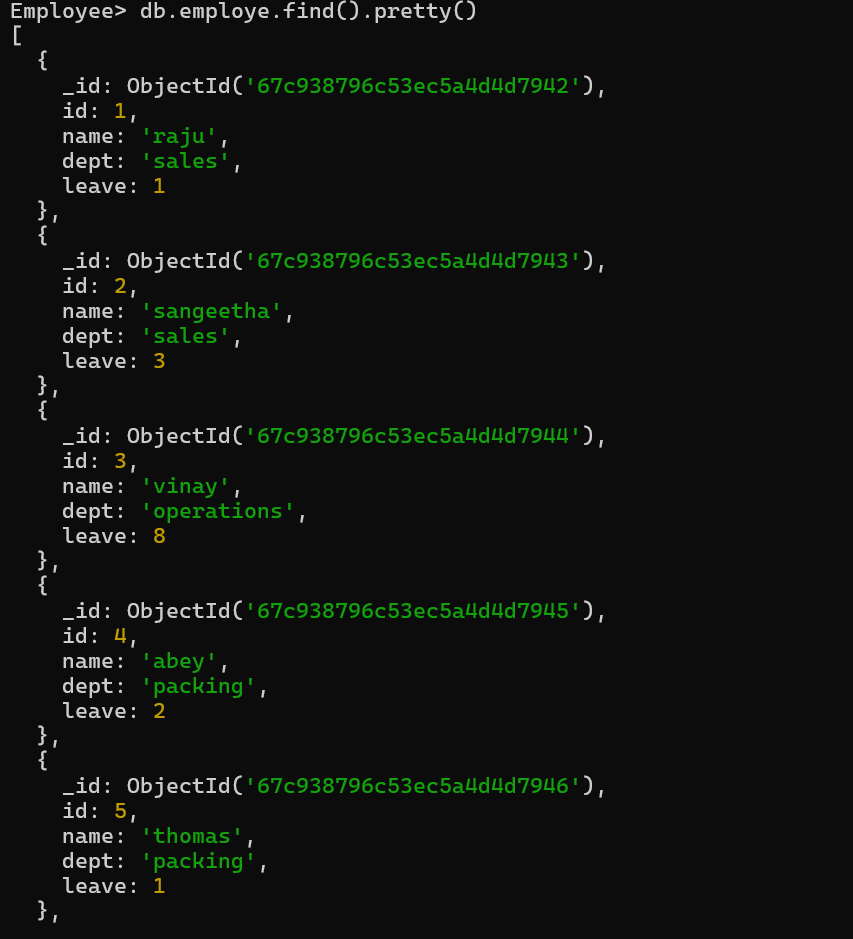 Employee> db.employe.find().pretty()
[
  {
    _id: ObjectId('67c938796c53ec5a4d4d7942'),
    id: 1,
    name: 'raju',
    dept: 'sales',
    leave: 1
  },
  {
    _id: ObjectId('67c938796c53ec5a4d4d7943'),
    id: 2,
    name: 'sangeetha',
    dept: 'sales',
    leave: 3
  },
  {
    _id: ObjectId('67c938796c53ec5a4d4d7944'),
    id: 3,
    name: 'vinay',
    dept: 'operations',
    leave: 8
  },
  {
    _id: ObjectId('67c938796c53ec5a4d4d7945'),
    id: 4,
    name: 'abey',
    dept: 'packing',
    leave: 2
  },
  {
    _id: ObjectId('67c938796c53ec5a4d4d7946'),
    id: 5,
    name: 'thomas',
    dept: 'packing',
    leave: 1
  },